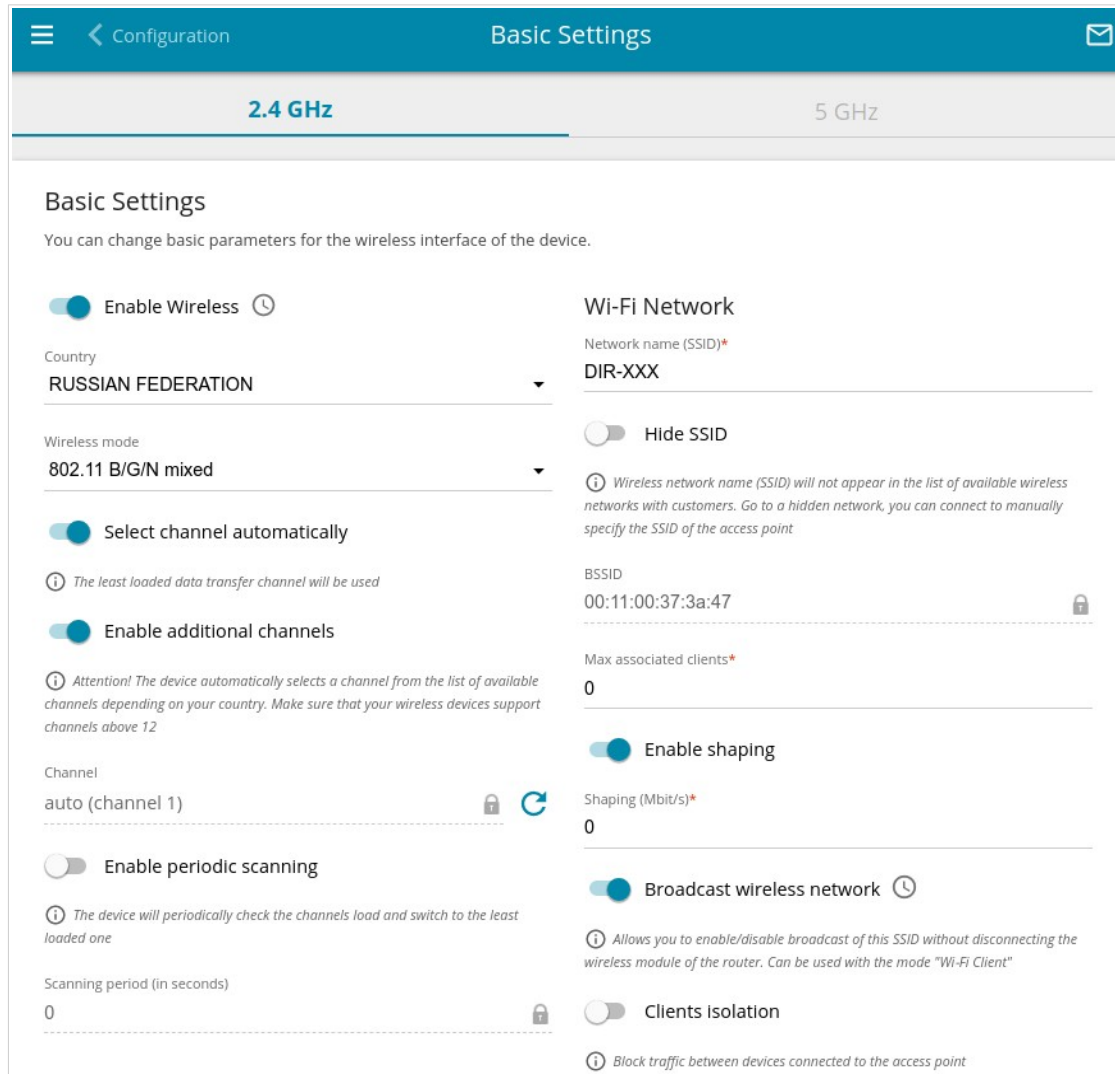 Configuration
Basic Settings
2.4 GHz
5 GHz
Basic Settings
You can change basic parameters for the wireless interface of the device.
Enable Wireless
Country
RUSSIAN FEDERATION
Wireless mode
802.11 B/G/N mixed
Select channel automatically
The least loaded data transfer channel will be used
Enable additional channels
Attention! The device automatically selects a channel from the list of available
channels depending on your country. Make sure that your wireless devices support
channels above 12
Channel
auto (channel 1)
Enable periodic scanning
The device will periodically check the channels load and switch to the least
loaded one
Scanning period (in seconds)
0
Wi-Fi Network
Network name (SSID)*
DIR-XXX
Hide SSID
Wireless network name (SSID) will not appear in the list of available wireless
networks with customers. Go to a hidden network, you can connect to manually
specify the SSID of the access point
BSSID
00:11:00:37:3a:47
Max associated clients*
0
Enable shaping
Shaping (Mbit/s)*
0
Broadcast wireless network
Allows you to enable/disable broadcast of this SSID without disconnecting the
wireless module of the router. Can be used with the mode "Wi-Fi Client"
Clients isolation
Block traffic between devices connected to the access point